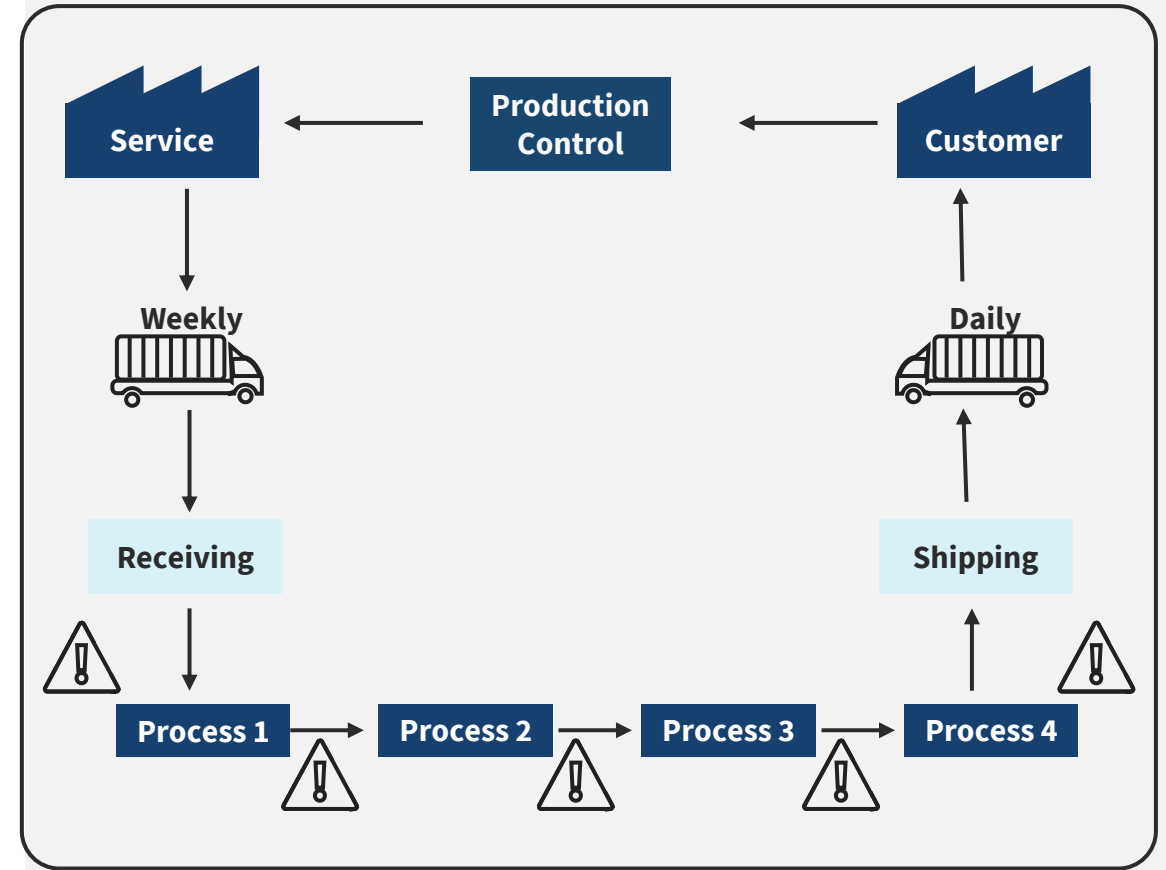 Service
Production
Control
Customer
Weekly
Daily
Receiving
Shipping
Process 1
Process 2
Process 3
Process 4